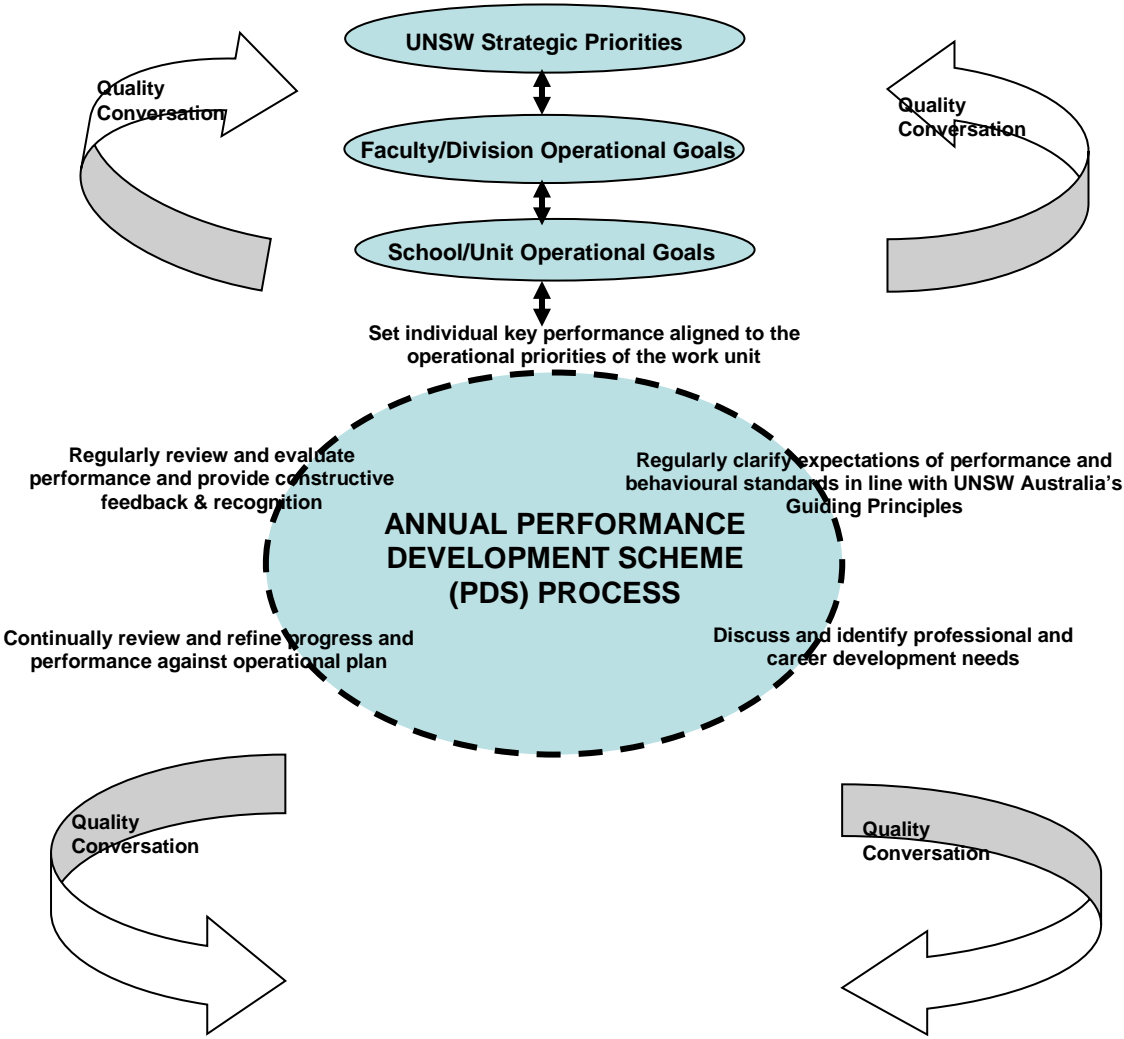 UNSW Strategic Priorities
Quality
Conversation
Quality
Conversation
Faculty/Division Operational Goals
School/Unit Operational Goals
Set individual key performance aligned to the
operational priorities of the work unit
Regularly review and evaluate
performance and provide constructive
feedback & recognition
Regularly clarify expectations of performance and
behavioural standards in line with UNSW Australia's
Guiding Principles
ANNUAL PERFORMANCE
DEVELOPMENT SCHEME
(PDS) PROCESS
Continually review and refine progress and
performance against operational plan
Discuss and identify professional and
career development needs
Quality
Conversation
Quality
Conversation